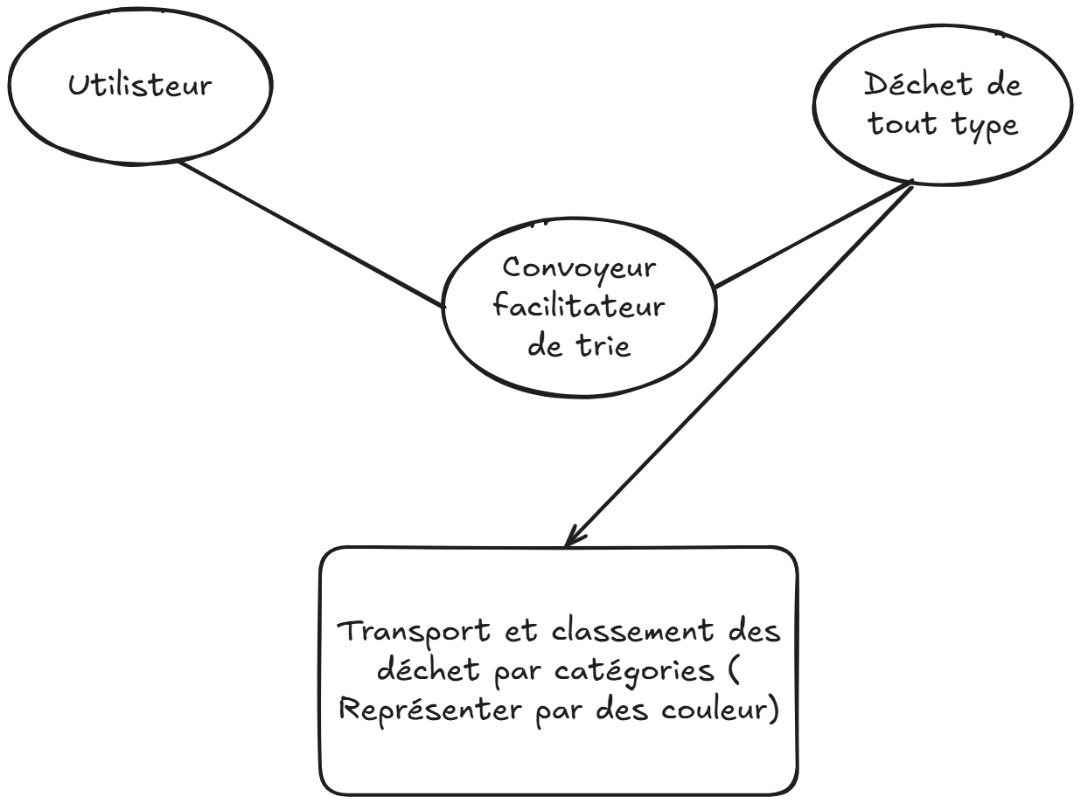 Utilisteur
Déchet de
tout type
Convoyeur
facilitateur
de trie
Transport et classement des
déchet par catégories (
Représenter par des couleur)